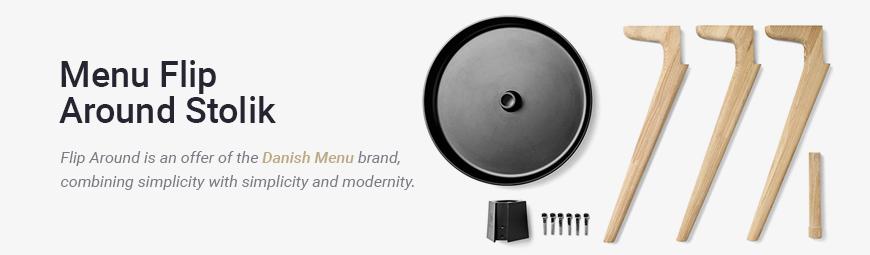 Menu Flip
Around Stolik
Flip Around is an offer of the Danish Menu brand,
combining simplicity with simplicity and modernity.